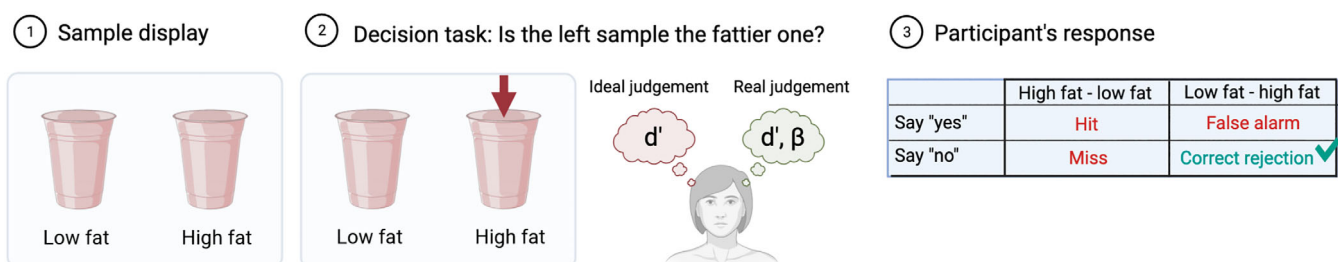 1 Sample display
Low fat High fat
2 Decision task: Is the left sample the fattier one?
Low fat High fat
Ideal judgement Real judgement
d' d', β
3 Participant's response
High fat - low fat Low fat - high fat
Say "yes" Hit False alarm
Say "no" Miss Correct rejection